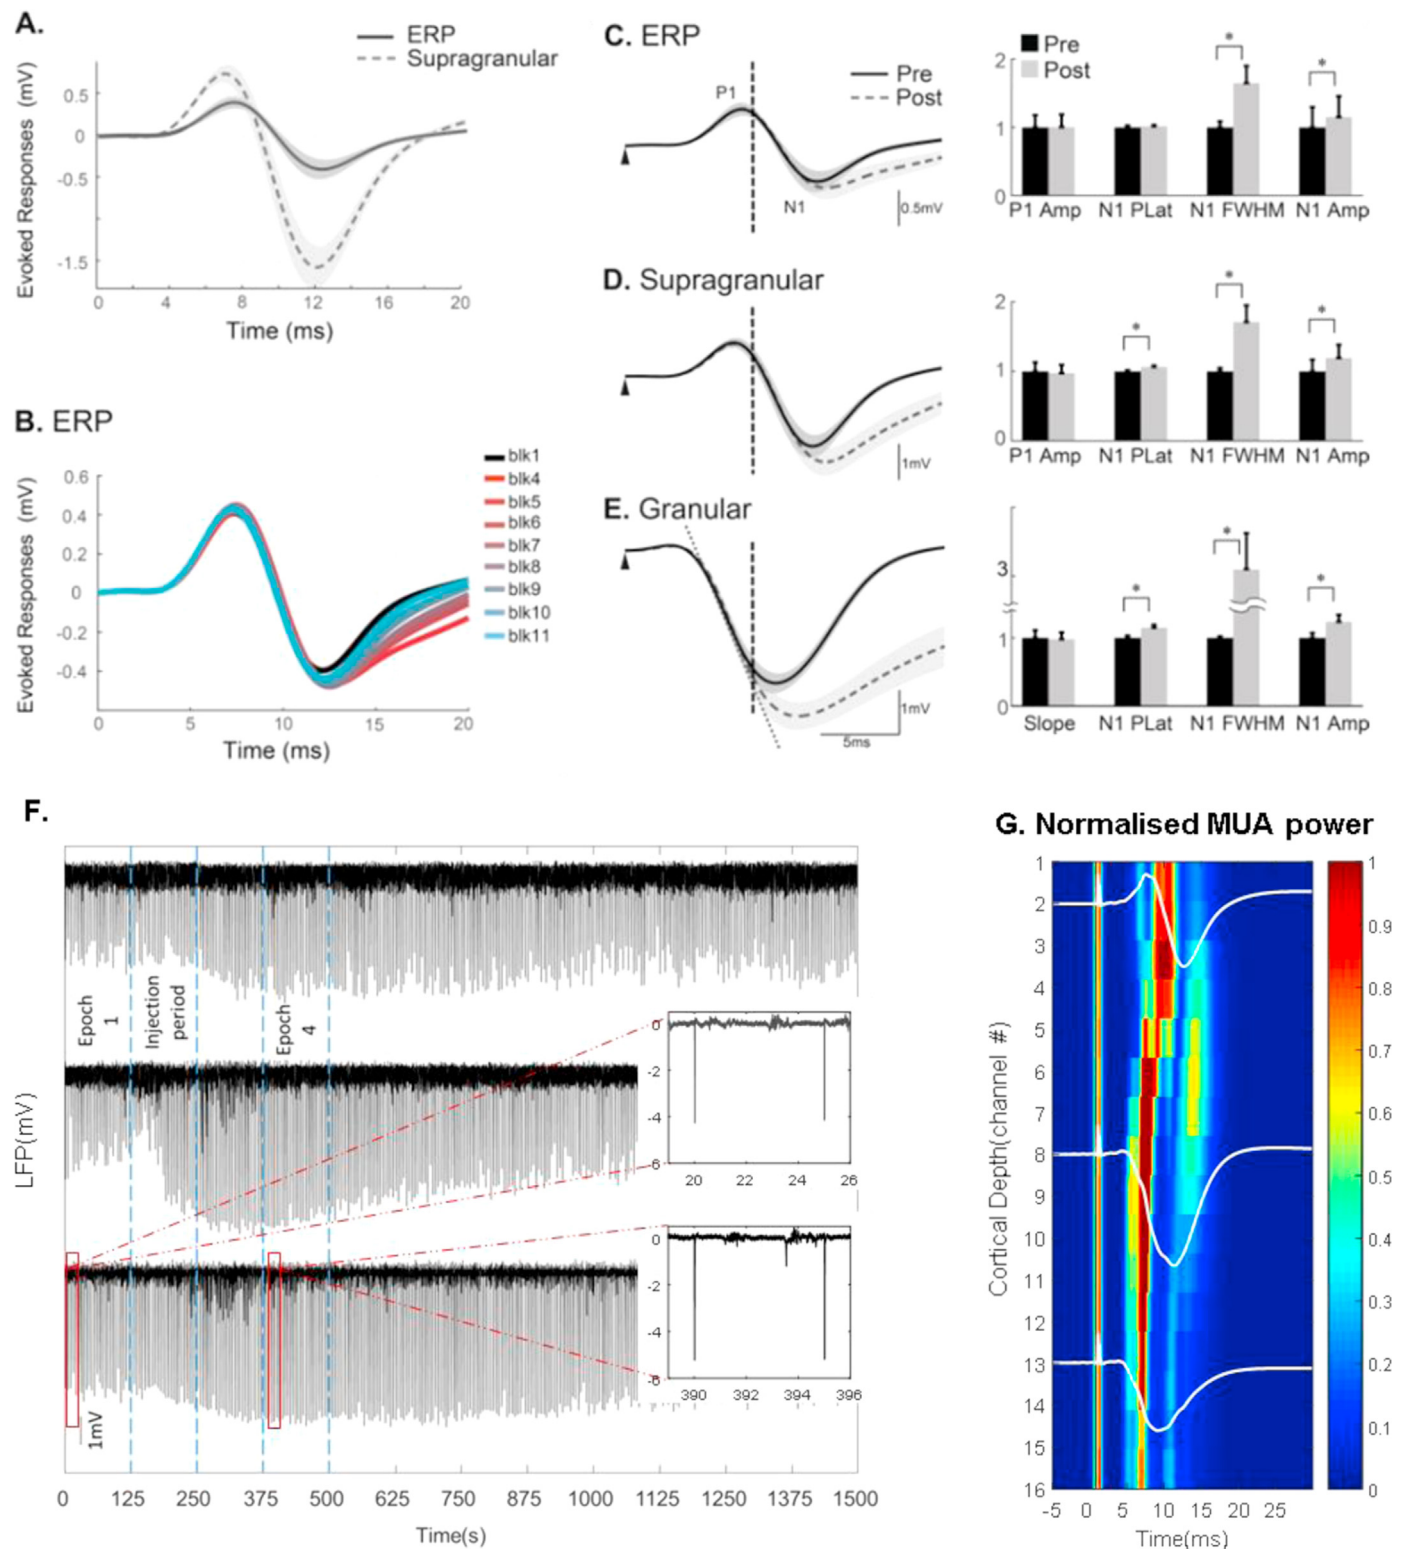 A.
ERP
Supragranular
Evoked Responses (mV)
0.5
0
-0.5
-1.5
0 4 8 12 16 20
Time (ms)
B. ERP
Evoked Responses (mV)
0.6
0.4
0.2
0
-0.2
-0.4
0 5 10 15 20
Time (ms)
blk1
blk4
blk5
blk6
blk7
blk8
blk9
blk10
blk11
C. ERP
P1
Pre
Post
N1
0.5mV
Pre
Post
2
1
0
*
*
P1 Amp N1 PLat N1 FWHM N1 Amp
D. Supragranular
1mV
2
1
0
*
*
*
P1 Amp N1 PLat N1 FWHM N1 Amp
E. Granular
1mV
5ms
3
1
0
*
*
*
Slope N1 PLat N1 FWHM N1 Amp
F.
LFP(mV)
Epoch 1
Injection period
Epoch 4
0
-2
-4
-6
20 22 24 26
0
-2
-4
-6
390 392 394 396
1mV
0 125 250 375 500 625 750 875 1000 1125 1250 1375 1500
Time(s)
G. Normalised MUA power
Cortical Depth(channel #)
1
2
3
4
5
6
7
8
9
10
11
12
13
14
15
16
-5 0 5 10 15 20 25
Time(ms)
1
0.9
0.8
0.7
0.6
0.5
0.4
0.3
0.2
0.1
0